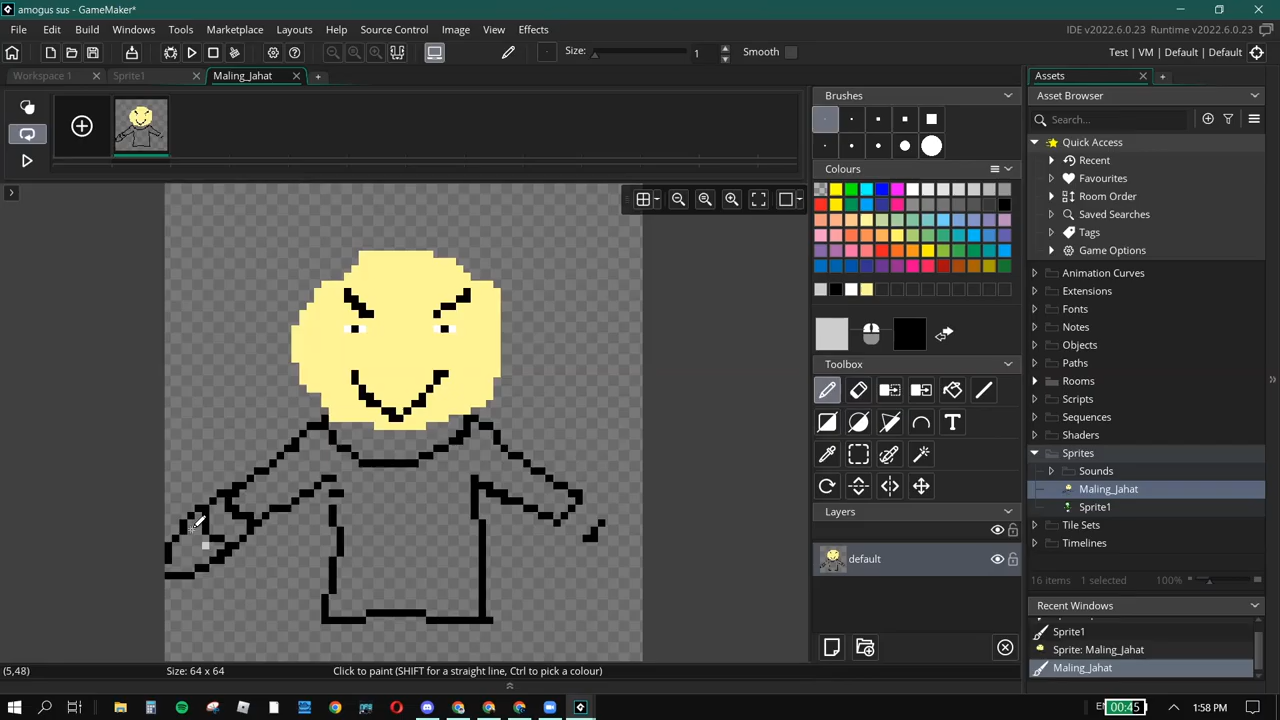 amogus sus - GameMaker*
File Edit Build Windows Tools Marketplace Layouts Help Source Control Image View Effects
IDE v2022.6.0.23 Runtime v2022.6.0.23
Size: 1 Smooth
Test | VM | Default | Default
Workspace 1 Sprite1 Maling_Jahat
Assets
Brushes
Asset Browser
Search...
Quick Access
Colours
Recent
Favourites
Room Order
Saved Searches
Tags
Game Options
Animation Curves
Extensions
Fonts
Notes
Objects
Toolbox
Paths
Rooms
Scripts
Sequences
T
Shaders
Sprites
Sounds
Maling_Jahat
Sprite1
Layers
Tile Sets
Timelines
default
16 items 1 selected 100%
Recent Windows
Sprite1
Sprite: Maling_Jahat
Maling_Jahat
(5,48) Size: 64 x 64 Click to paint (SHIFT for a straight line, Ctrl to pick a colour)
00:45 1:58 PM